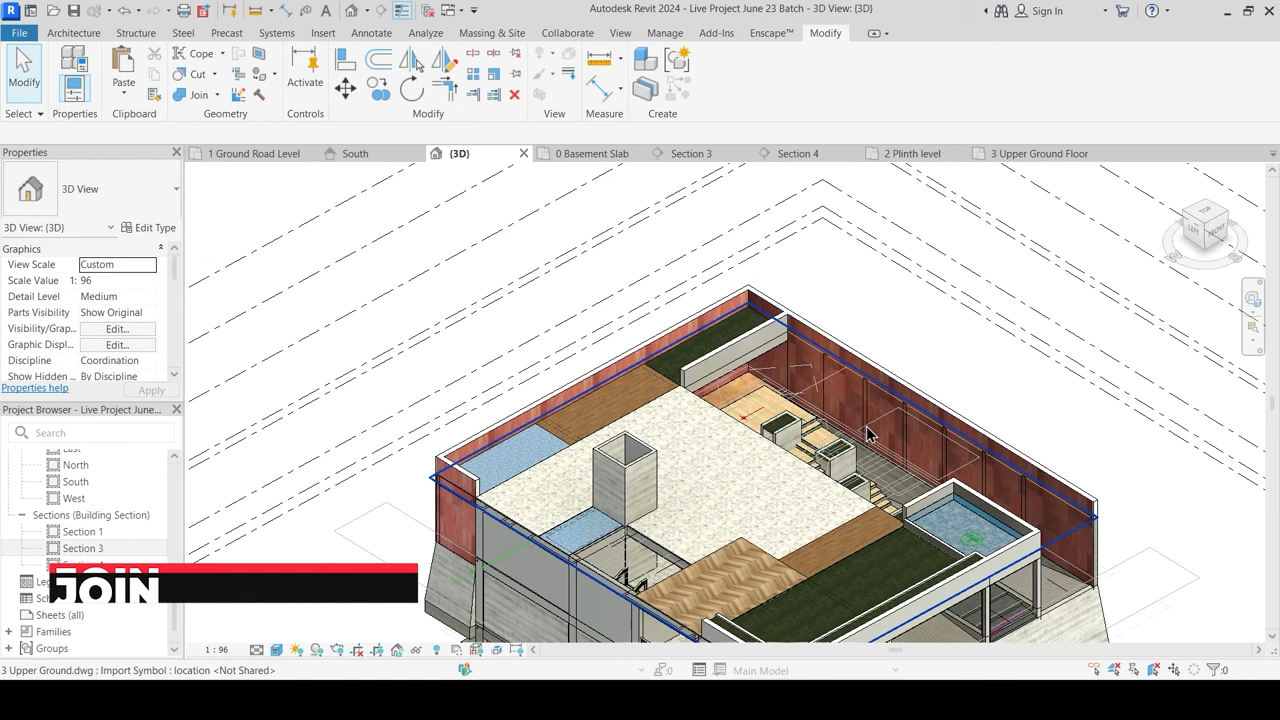 Autodesk Revit 2024 - Live Project June 23 Batch - 3D View: {3D}
Sign In
File Architecture Structure Steel Precast Systems Insert Annotate Analyze Massing & Site Collaborate View Manage Add-Ins Enscape™ Modify
Modify
Paste
Cope
Cut
Join
Activate
Select Properties Clipboard Geometry Controls Modify View Measure Create
Properties
1 Ground Road Level South {3D} 0 Basement Slab Section 3 Section 4 2 Plinth level 3 Upper Ground Floor
3D View
3D View: {3D} Edit Type
Graphics
View Scale Custom
Scale Value 1: 96
Detail Level Medium
Parts Visibility Show Original
Visibility/Grap... Edit...
Graphic Displ... Edit...
Discipline Coordination
Show Hidden By Discipline
Properties help Apply
Project Browser - Live Project June...
Search
North
South
West
Sections (Building Section)
Section 1
Section 3
JOIN
Sheets (all)
Families
Groups
TOP
LEFT
FRONT
1 : 96
3 Upper Ground.dwg : Import Symbol : location <Not Shared>
:0
Main Model
:0